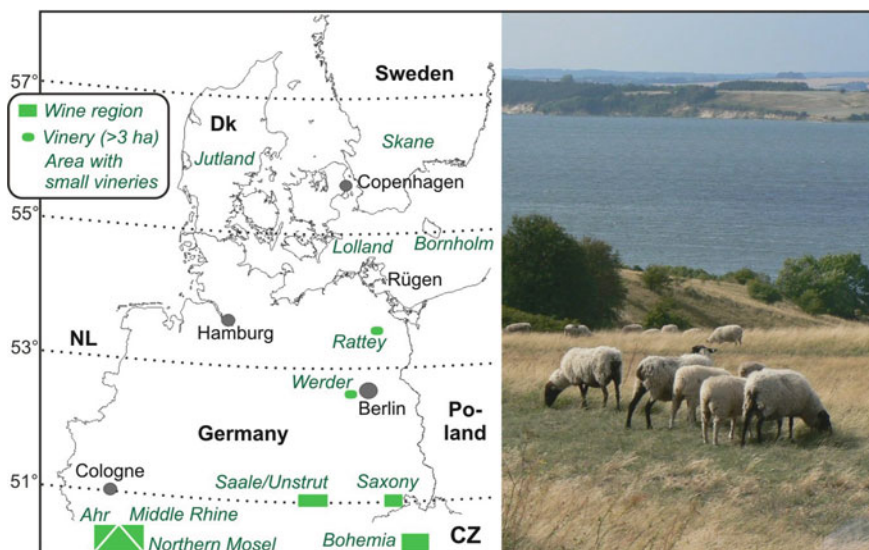 57°
Sweden
Wine region
Vinery (>3 ha)
Area with
small vineries
Dk
Jutland
Skane
Copenhagen
55°
Lolland
Bornholm
Rügen
Hamburg
NL
Rattey
53°
Werder
Berlin
Po-
land
Germany
Cologne
Saale/Unstrut
Saxony
51°
Ahr
Middle Rhine
Northern Mosel
Bohemia
CZ